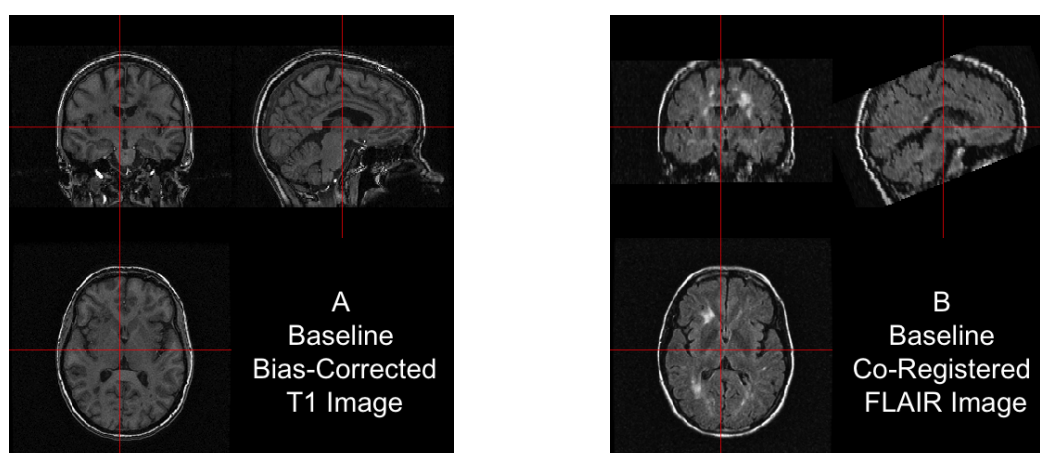 A
Baseline
Bias-Corrected
T1 Image
B
Baseline
Co-Registered
FLAIR Image